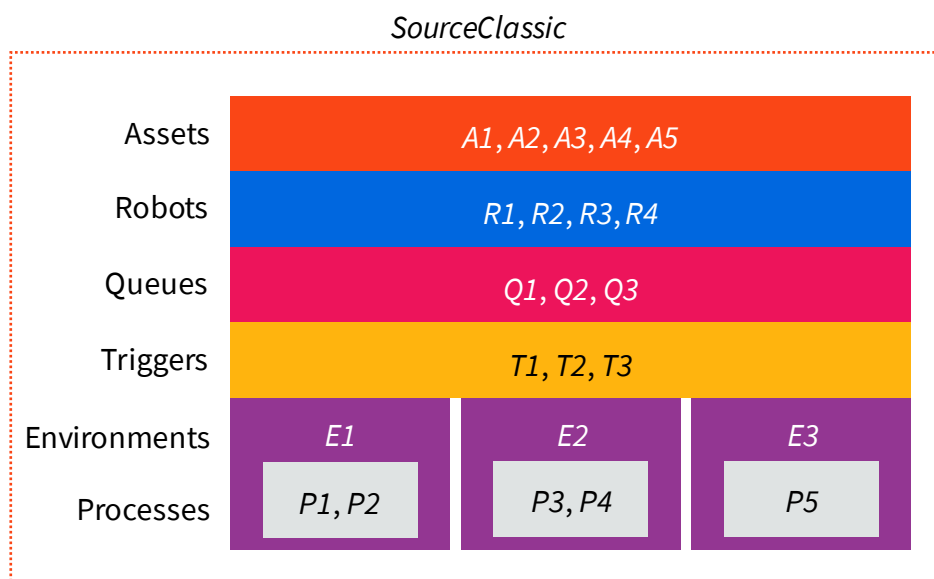 SourceClassic
Assets A1, A2, A3, A4, A5
Robots R1, R2, R3, R4
Queues Q1, Q2, Q3
Triggers T1, T2, T3
Environments E1 E2 E3
Processes P1, P2 P3, P4 P5